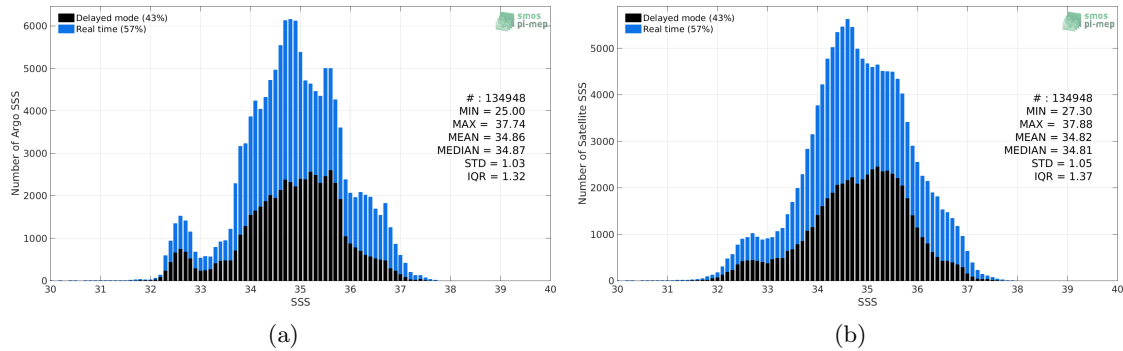 Delayed mode (43%)
Real time (57%)
smos
pi-mep
Number of Argo SSS
6000
5000
4000
3000
2000
1000
0
# : 134948
MIN = 25.00
MAX = 37.74
MEAN = 34.86
MEDIAN = 34.87
STD = 1.03
IQR = 1.32
30 31 32 33 34 35 36 37 38 39 40
SSS
(a)
Delayed mode (43%)
Real time (57%)
smos
pi-mep
Number of Satellite SSS
5000
4000
3000
2000
1000
0
# : 134948
MIN = 27.30
MAX = 37.88
MEAN = 34.82
MEDIAN = 34.81
STD = 1.05
IQR = 1.37
30 31 32 33 34 35 36 37 38 39 40
SSS
(b)